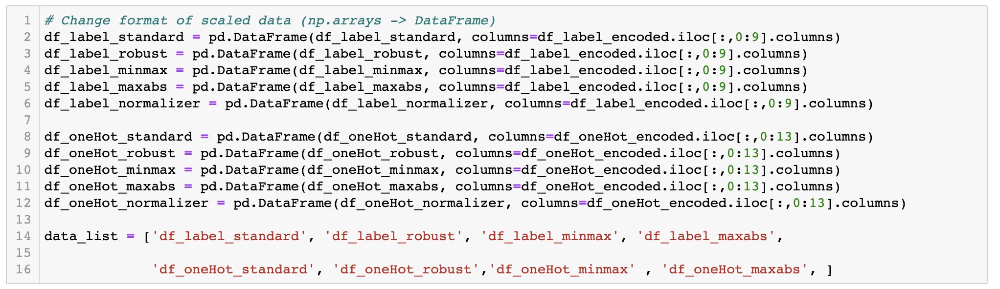 1 # Change format of scaled data (np.arrays -> DataFrame)
2 df_label_standard = pd.DataFrame(df_label_standard, columns=df_label_encoded.iloc[:,0:9].columns)
3 df_label_robust = pd.DataFrame(df_label_robust, columns=df_label_encoded.iloc[:,0:9].columns)
4 df_label_minmax = pd.DataFrame(df_label_minmax, columns=df_label_encoded.iloc[:,0:9].columns)
5 df_label_maxabs = pd.DataFrame(df_label_maxabs, columns=df_label_encoded.iloc[:,0:9].columns)
6 df_label_normalizer = pd.DataFrame(df_label_normalizer, columns=df_label_encoded.iloc[:,0:9].columns)
7
8 df_oneHot_standard = pd.DataFrame(df_oneHot_standard, columns=df_oneHot_encoded.iloc[:,0:13].columns)
9 df_oneHot_robust = pd.DataFrame(df_oneHot_robust, columns=df_oneHot_encoded.iloc[:,0:13].columns)
10 df_oneHot_minmax = pd.DataFrame(df_oneHot_minmax, columns=df_oneHot_encoded.iloc[:,0:13].columns)
11 df_oneHot_maxabs = pd.DataFrame(df_oneHot_maxabs, columns=df_oneHot_encoded.iloc[:,0:13].columns)
12 df_oneHot_normalizer = pd.DataFrame(df_oneHot_normalizer, columns=df_oneHot_encoded.iloc[:,0:13].columns)
13
14 data_list = ['df_label_standard', 'df_label_robust', 'df_label_minmax', 'df_label_maxabs',
15
16 'df_oneHot_standard', 'df_oneHot_robust','df_oneHot_minmax' , 'df_oneHot_maxabs', ]